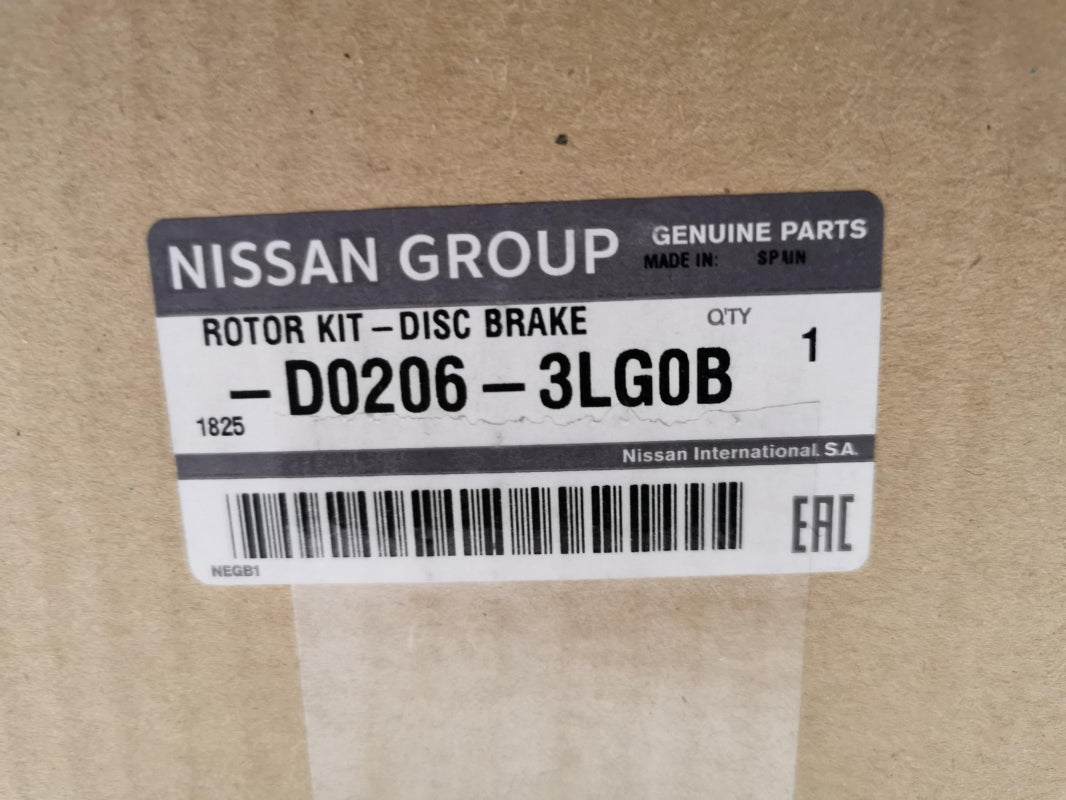 NISSAN GROUP GENUINE PARTS
MADE IN: SPAIN
ROTOR KIT - DISC BRAKE Q'TY 1
- D0206 - 3LG0B
1825
Nissan International. S.A.
NEGB1
EAC